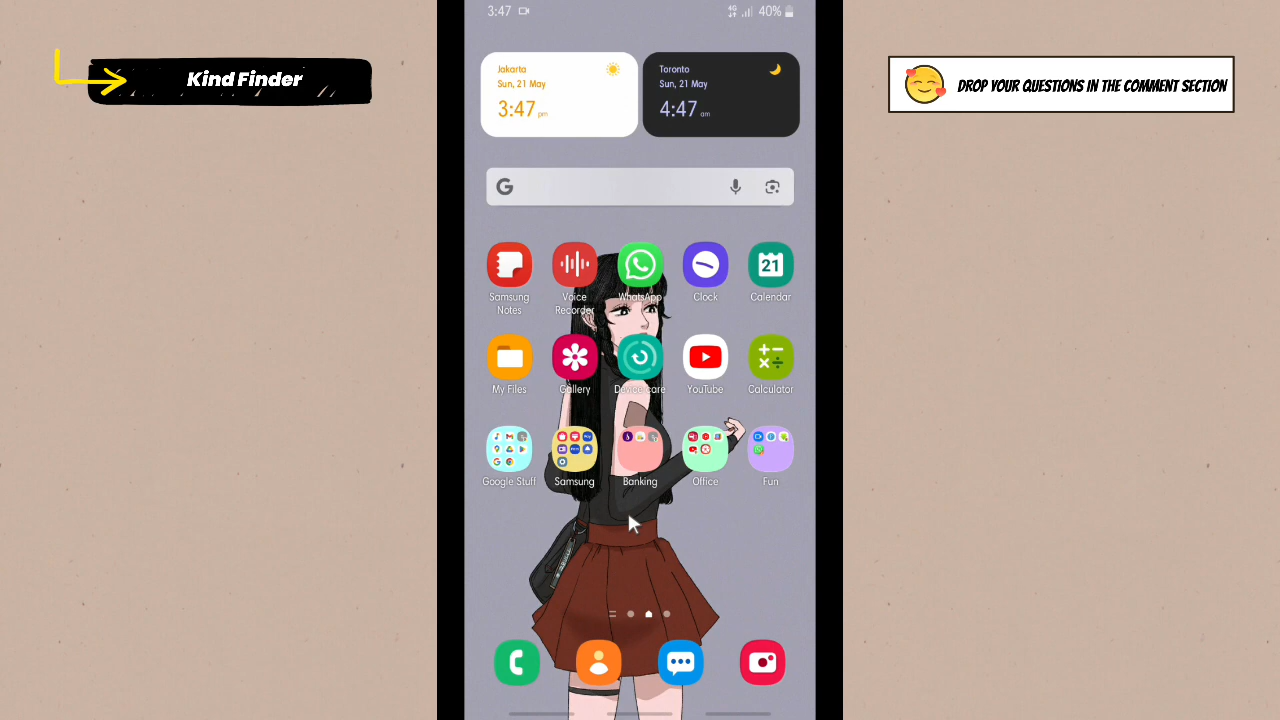 Kind Finder
DROP YOUR QUESTIONS IN THE COMMENT SECTION
3:47
4G
40%
Jakarta
Sun, 21 May
3:47 pm
Toronto
Sun, 21 May
4:47 am
G
21
Samsung Notes
Voice Recorder
WhatsApp
Clock
Calendar
My Files
Gallery
Device care
YouTube
Calculator
Google Stuff
Samsung
Banking
Office
Fun